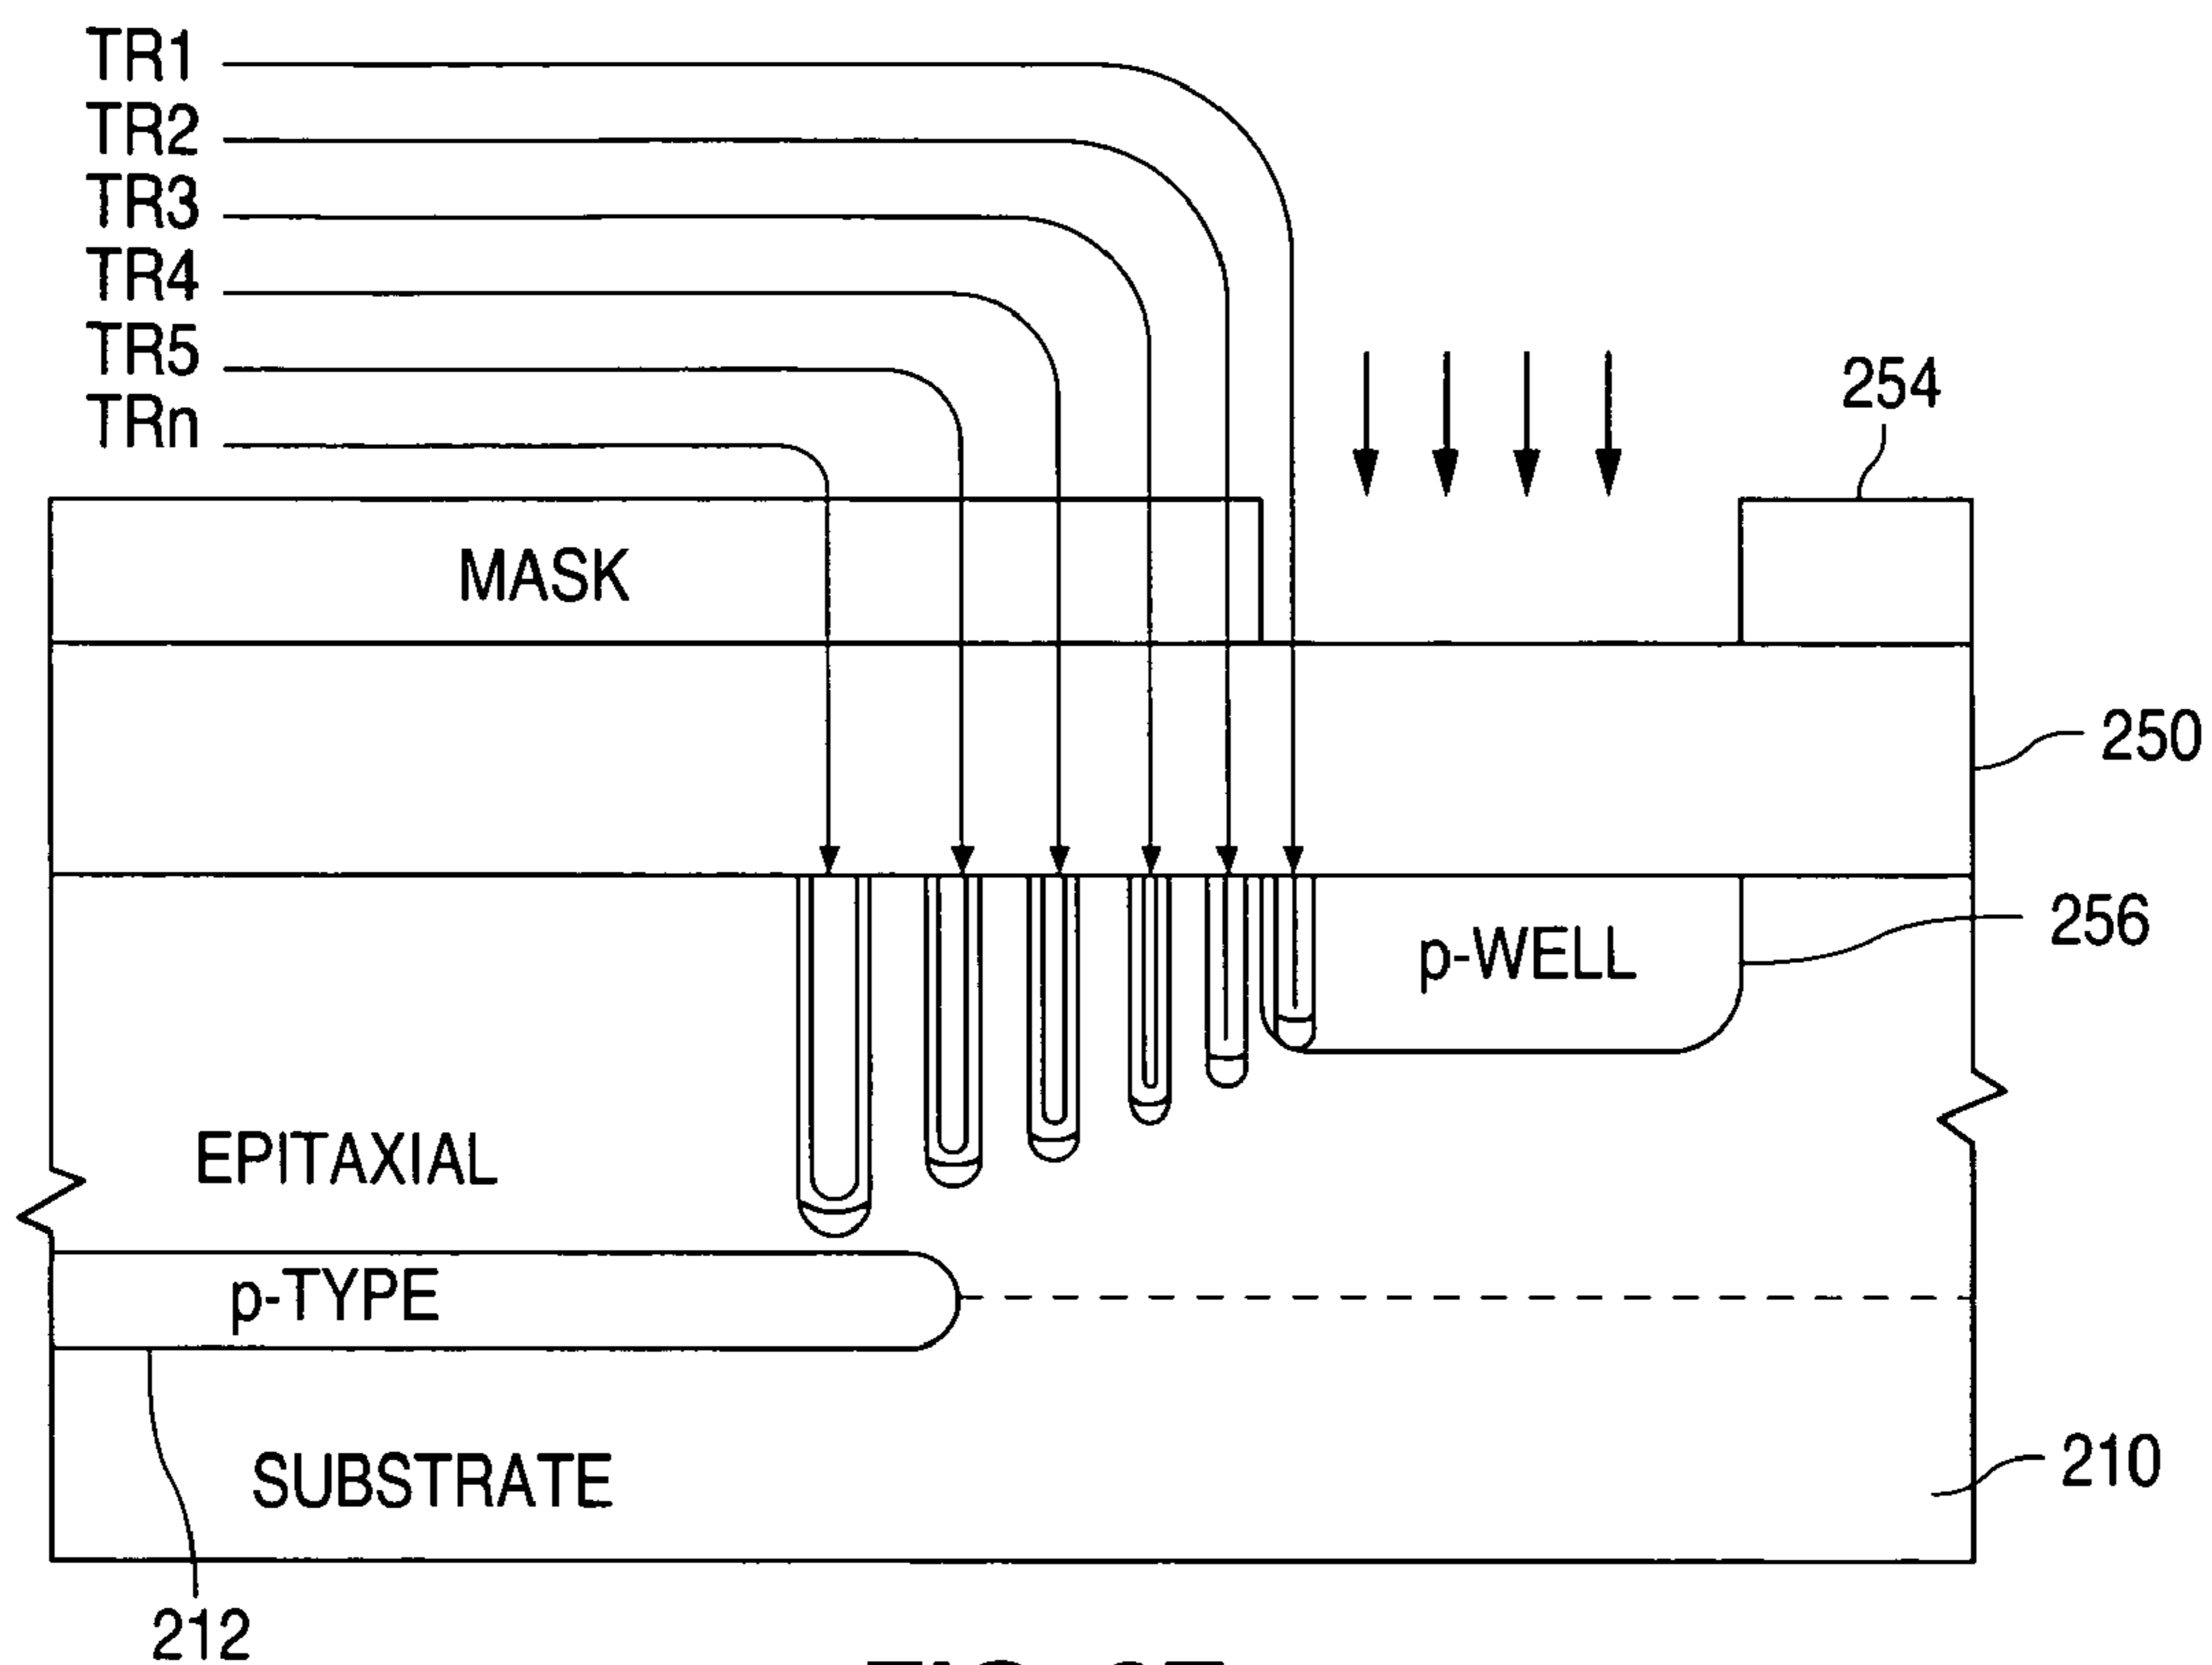 TR1
TR2
TR3
TR4
TR5
TRn
254
MASK
250
256
p-WELL
EPITAXIAL
p-TYPE
SUBSTRATE
210
212